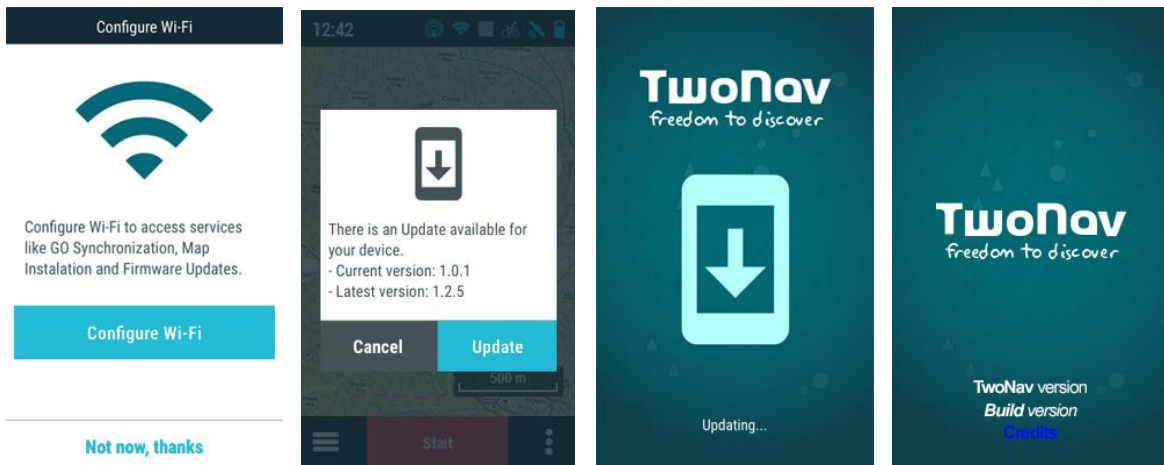 Configure Wi-Fi
Configure Wi-Fi to access services
like GO Synchronization, Map
Instalation and Firmware Updates.
Configure Wi-Fi
Not now, thanks
12:42
There is an Update available for
your device.
- Current version: 1.0.1
- Latest version: 1.2.5
Cancel
Update
500 m
Start
TwoNav
freedom to discover
Updating...
TwoNav
freedom to discover
TwoNav version
Build version
Credits